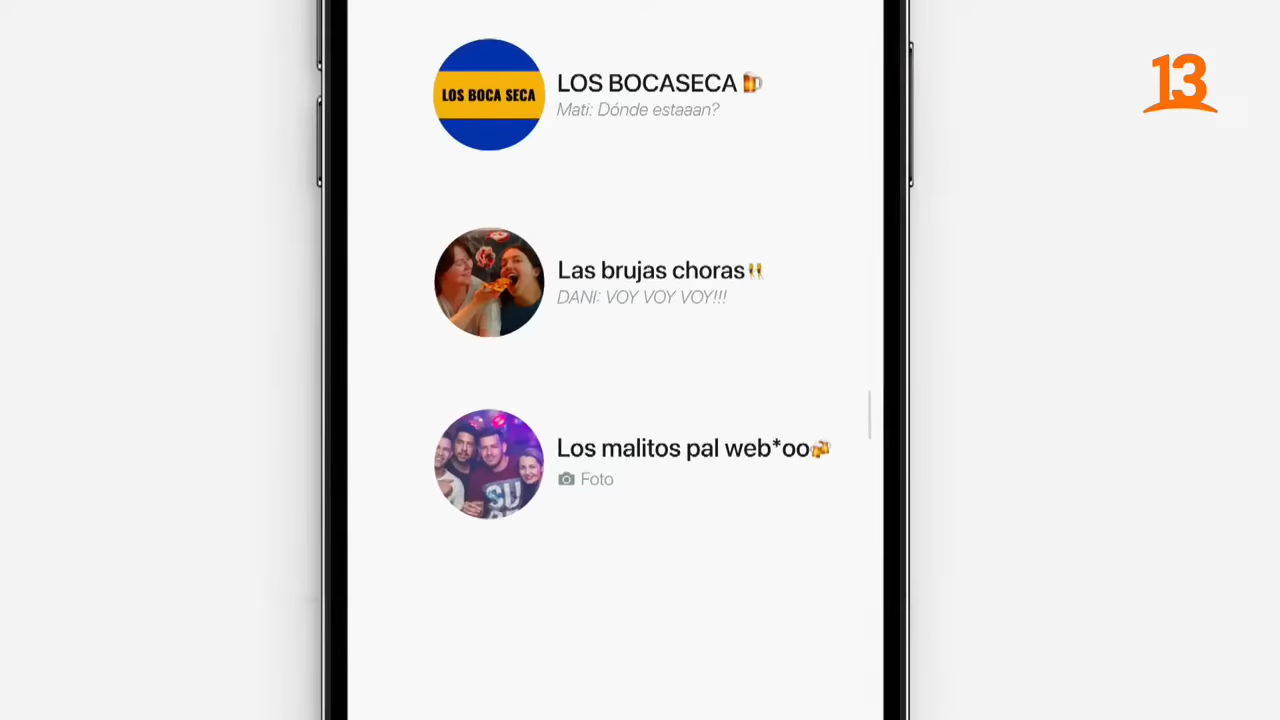 13
LOS BOCA SECA
LOS BOCASECA🍺
Mati: Dónde estaaan?
Las brujas choras🥂
DANI: VOY VOY VOY!!!
Los malitos pal web*oo🍻
Foto
SU